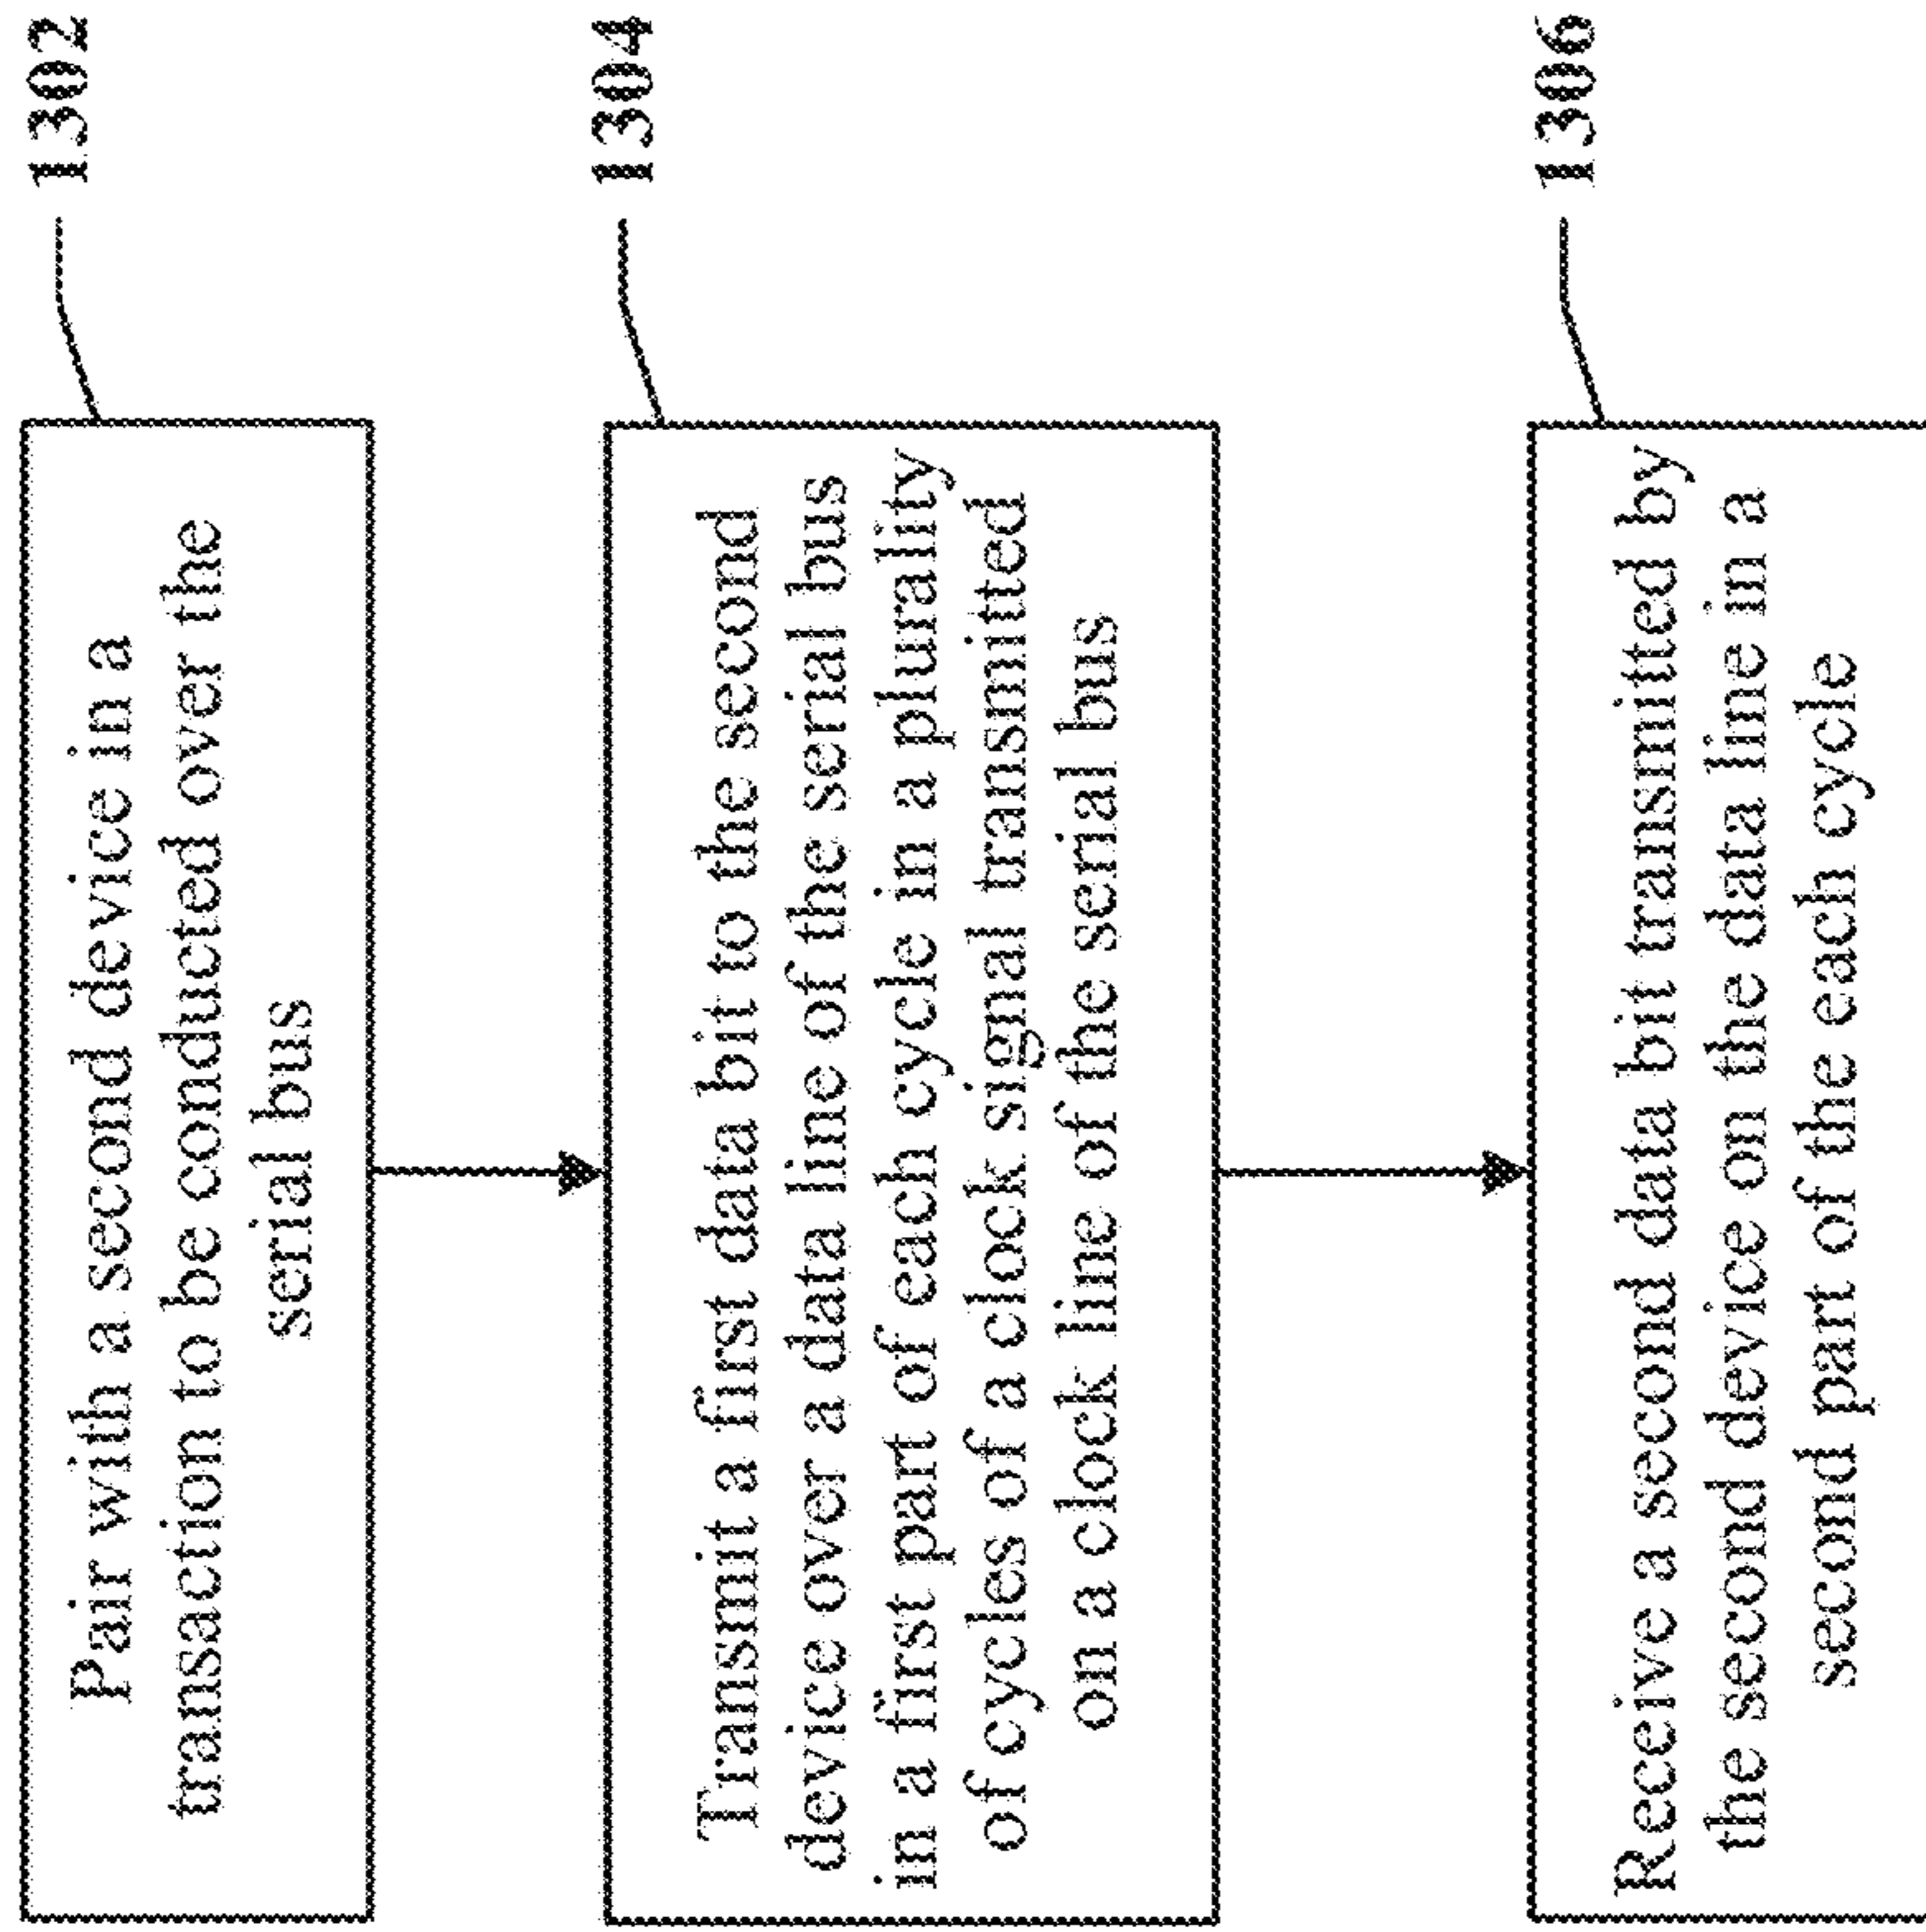 1302
Pair with a second device in a
transaction to be conducted over the
serial bus
1304
Transmit a first data bit to the second
device over a data line of the serial bus
in a first part of each cycle in a plurality
of cycles of a clock signal transmitted
on a clock line of the serial bus
1306
Receive a second data bit transmitted by
the second device on the data line in a
second part of the each cycle